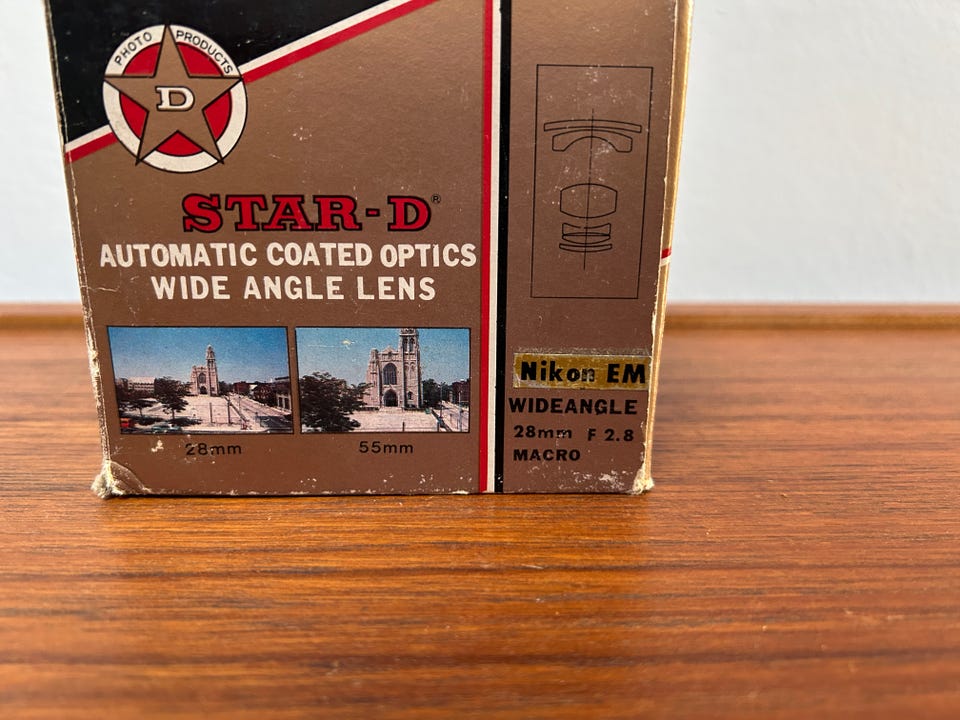 PHOTO PRODUCTS
D
STAR-D®
AUTOMATIC COATED OPTICS
WIDE ANGLE LENS
28mm
55mm
Nikon EM
WIDEANGLE
28mm F 2.8
MACRO